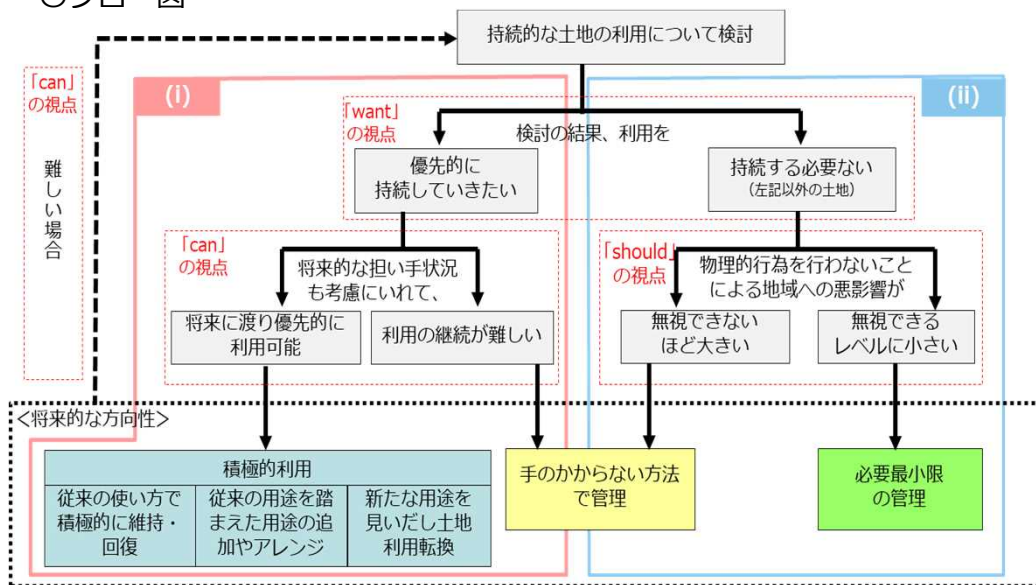 ○フロー図
持続的な土地の利用について検討
「can」
の視点
難しい場合
(i)
(ii)
「want」
の視点
検討の結果、利用を
優先的に
持続していきたい
持続する必要ない
(左記以外の土地)
「can」
の視点
将来的な担い手状況
も考慮にいれて、
「should」
の視点
物理的行為を行わないこと
による地域への悪影響が
将来に渡り優先的に
利用可能
利用の継続が難しい
無視できない
ほど大きい
無視できる
レベルに小さい
＜将来的な方向性＞
積極的利用
従来の使い方で
積極的に維持・
回復
従来の用途を踏
まえた用途の追
加やアレンジ
新たな用途を
見いだし土地
利用転換
手のかからない方法
で管理
必要最小限
の管理